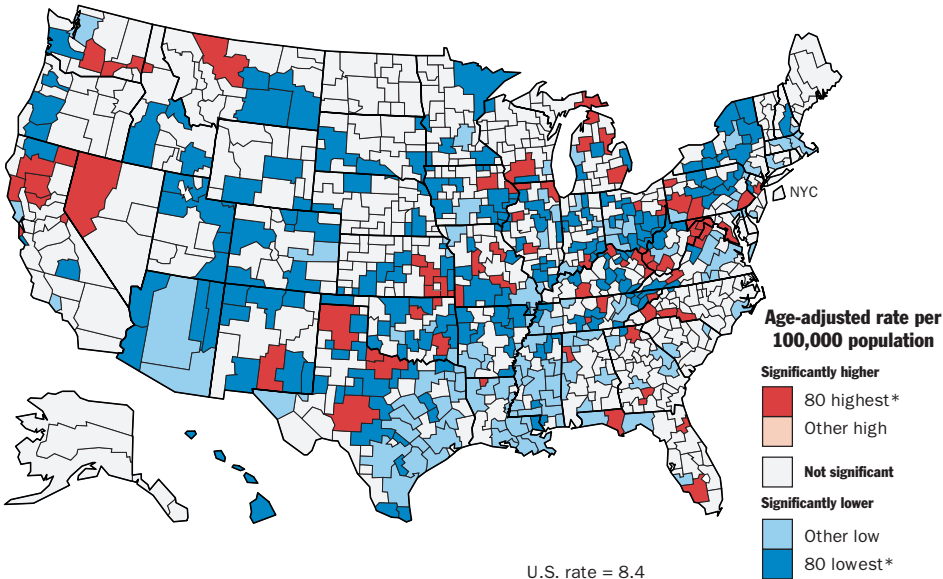 NYC
Age-adjusted rate per
100,000 population
Significantly higher
80 highest*
Other high
Not significant
Significantly lower
Other low
80 lowest*
U.S. rate = 8.4